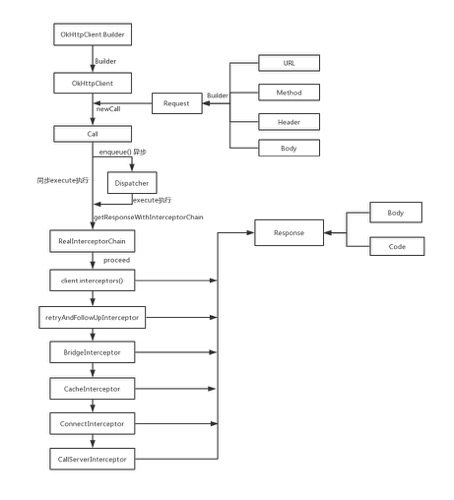 OkHttpClient.Builder
Builder
OkHttpClient
newCall
Request
Builder
URL
Method
Header
Body
Call
enqueue() 异步
同步execute执行
Dispatcher
execute执行
getResponseWithInterceptorChain
RealInterceptorChain
proceed
Response
Body
Code
client.interceptors()
retryAndFollowUpInterceptor
BridgeInterceptor
CacheInterceptor
ConnectInterceptor
CallServerInterceptor